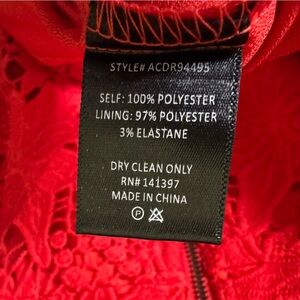 STYLE# ACDR94495
SELF: 100% POLYESTER
LINING: 97% POLYESTER
3% ELASTANE
DRY CLEAN ONLY
RN# 141397
MADE IN CHINA
P